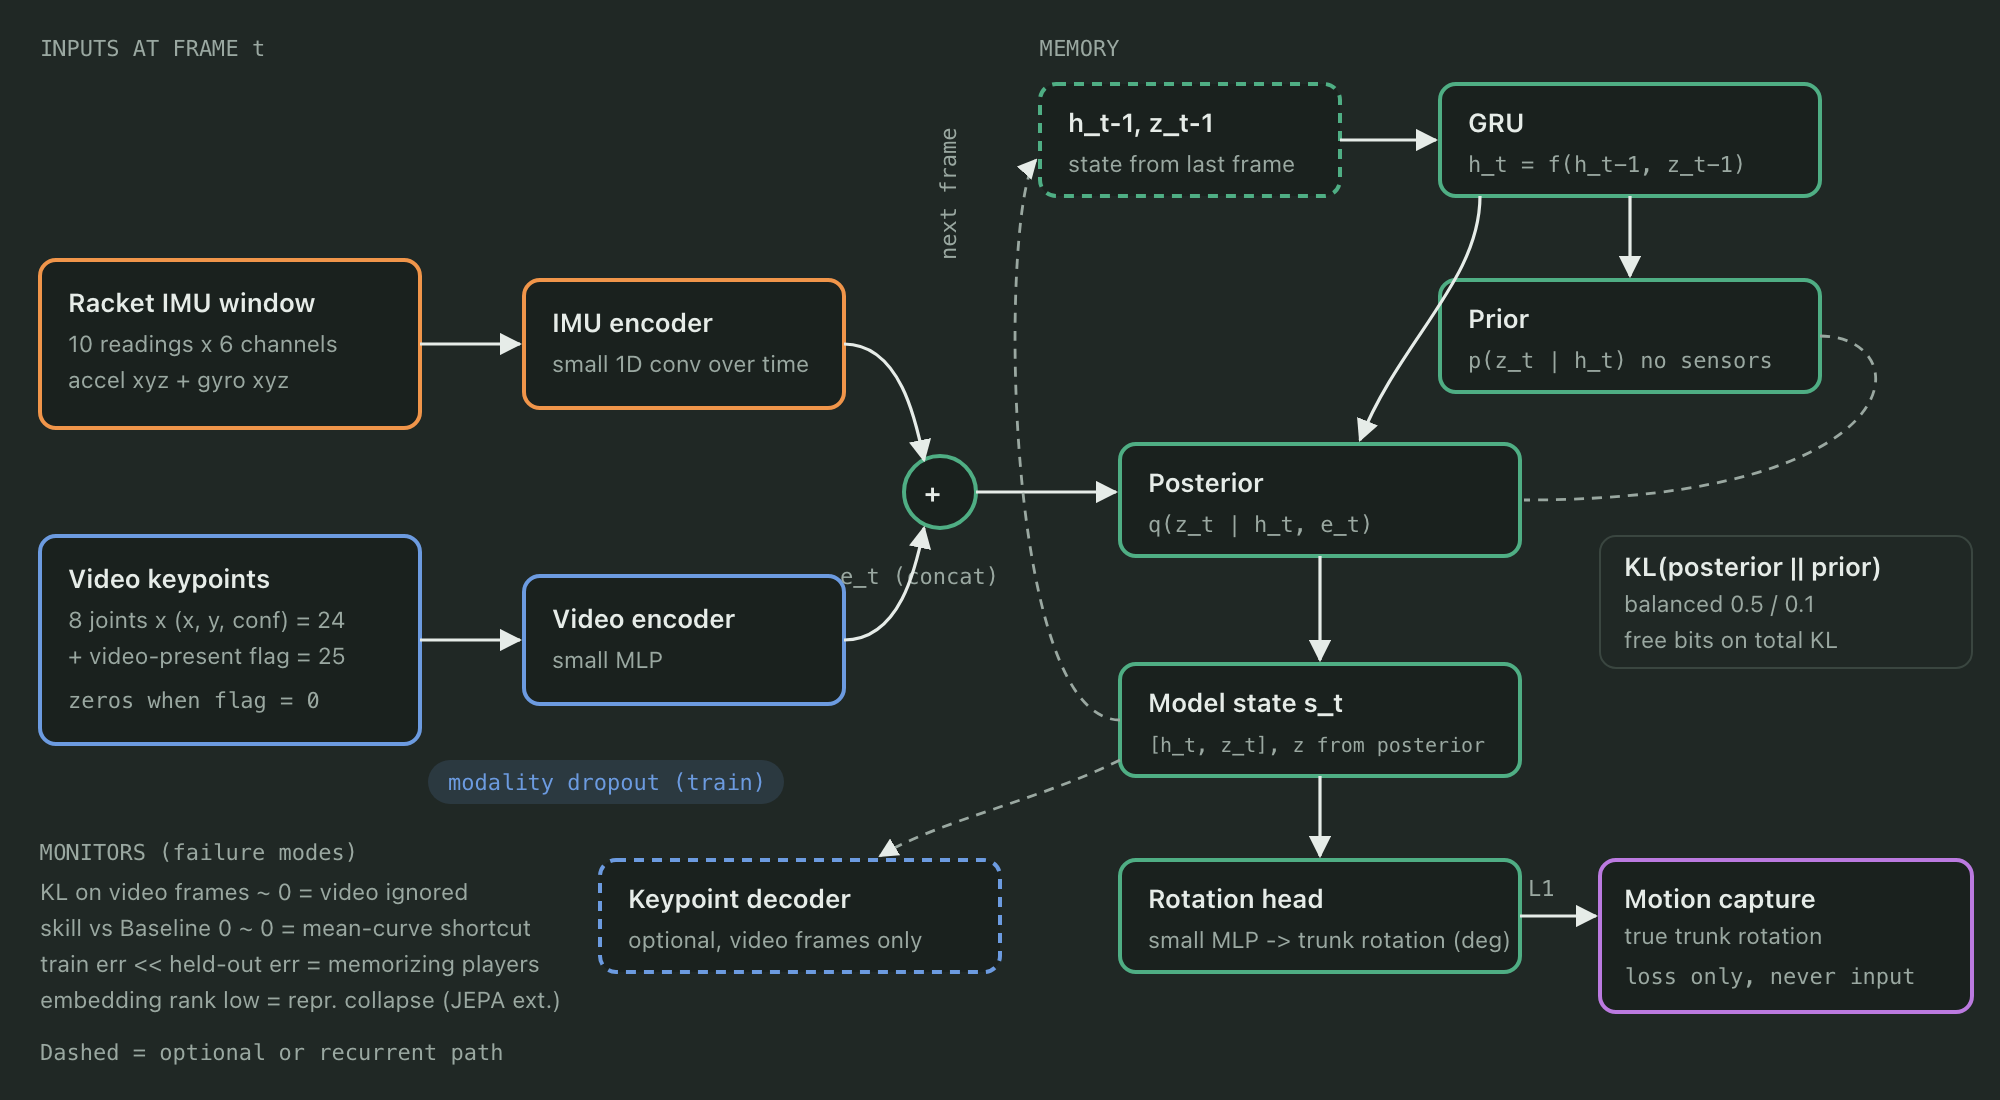 INPUTS AT FRAME t
MEMORY
h_t-1, z_t-1
state from last frame
GRU
h_t = f(h_t−1, z_t−1)
next frame
Racket IMU window
10 readings x 6 channels
accel xyz + gyro xyz
IMU encoder
small 1D conv over time
Prior
p(z_t | h_t) no sensors
+
Posterior
q(z_t | h_t, e_t)
e_t (concat)
Video keypoints
8 joints x (x, y, conf) = 24
+ video-present flag = 25
zeros when flag = 0
Video encoder
small MLP
KL(posterior || prior)
balanced 0.5 / 0.1
free bits on total KL
Model state s_t
[h_t, z_t], z from posterior
modality dropout (train)
MONITORS (failure modes)
KL on video frames ~ 0 = video ignored
skill vs Baseline 0 ~ 0 = mean-curve shortcut
train err << held-out err = memorizing players
embedding rank low = repr. collapse (JEPA ext.)
Dashed = optional or recurrent path
Keypoint decoder
optional, video frames only
Rotation head
small MLP -> trunk rotation (deg)
L1
Motion capture
true trunk rotation
loss only, never input